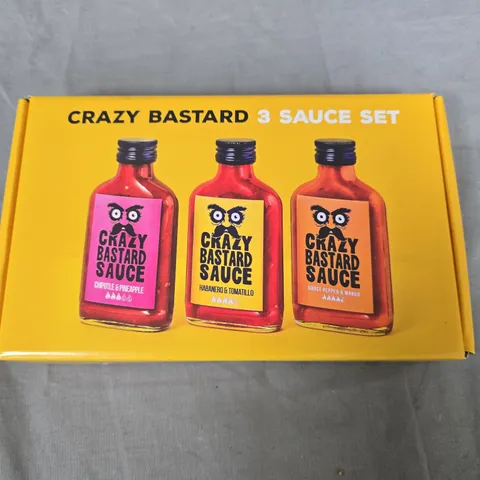 CRAZY BASTARD 3 SAUCE SET
CRAZY
BASTARD
SAUCE
CHIPOTLE & PINEAPPLE
CRAZY
BASTARD
SAUCE
HABANERO & TOMATILLO
CRAZY
BASTARD
SAUCE
GHOST PEPPER & MANGO